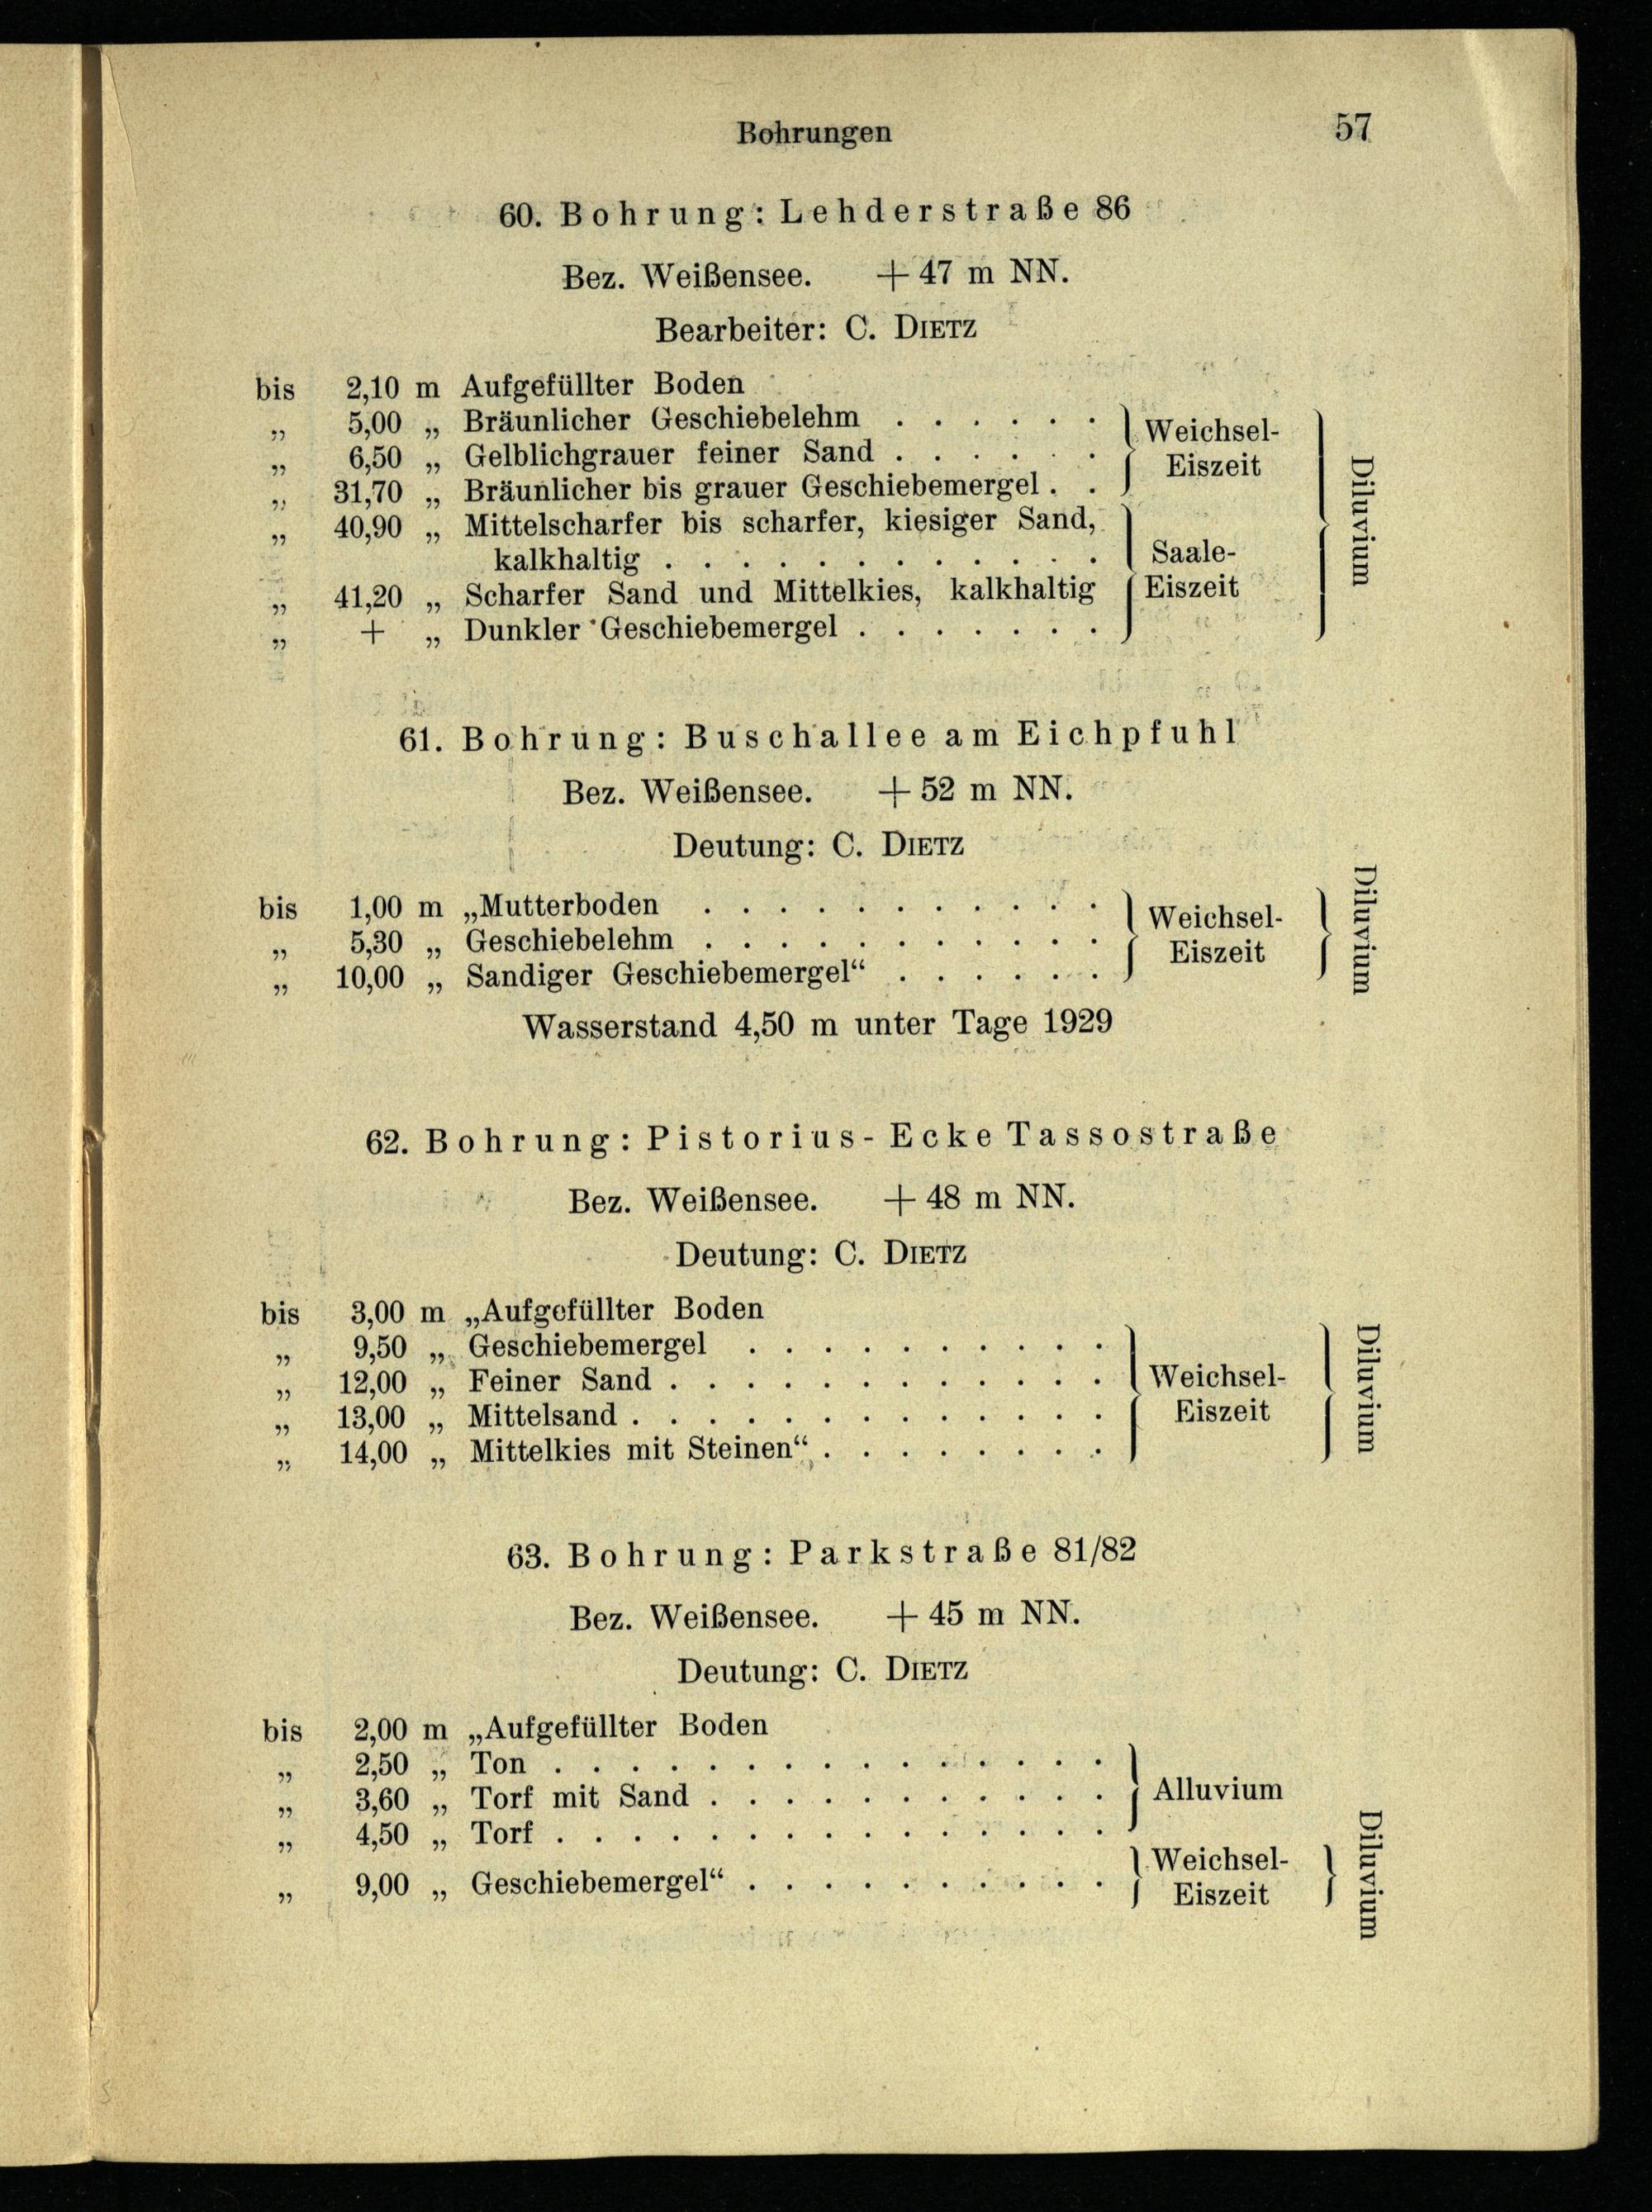 Bohrungen 57
60. Bohrung: Lehderstraße 86
Bez. Weißensee. + 47 m NN.
Bearbeiter: C. DIETZ
bis 2,10 m Aufgefüllter Boden
„ 5,00 „ Bräunlicher Geschiebelehm . . . . . .
„ 6,50 „ Gelblichgrauer feiner Sand . . . . . .
„ 31,70 „ Bräunlicher bis grauer Geschiebemergel . .
Weichsel-
Eiszeit
„ 40,90 „ Mittelscharfer bis scharfer, kiesiger Sand,
kalkhaltig . . . . . . . . . . . .
„ 41,20 „ Scharfer Sand und Mittelkies, kalkhaltig
„ + „ Dunkler Geschiebemergel . . . . . . .
Saale-
Eiszeit
Diluvium
61. Bohrung: Buschallee am Eichpfuhl
Bez. Weißensee. + 52 m NN.
Deutung: C. DIETZ
bis 1,00 m „Mutterboden . . . . . . . . . . .
„ 5,30 „ Geschiebelehm . . . . . . . . . . .
„ 10,00 „ Sandiger Geschiebemergel“ . . . . . .
Weichsel-
Eiszeit
Diluvium
Wasserstand 4,50 m unter Tage 1929
62. Bohrung: Pistorius- Ecke Tassostraße
Bez. Weißensee. + 48 m NN.
Deutung: C. DIETZ
bis 3,00 m „Aufgefüllter Boden
„ 9,50 „ Geschiebemergel . . . . . . . . . .
„ 12,00 „ Feiner Sand . . . . . . . . . . . .
„ 13,00 „ Mittelsand . . . . . . . . . . . . .
„ 14,00 „ Mittelkies mit Steinen“ . . . . . . . .
Weichsel-
Eiszeit
Diluvium
63. Bohrung: Parkstraße 81/82
Bez. Weißensee. + 45 m NN.
Deutung: C. DIETZ
bis 2,00 m „Aufgefüllter Boden
„ 2,50 „ Ton . . . . . . . . . . . . . . .
„ 3,60 „ Torf mit Sand . . . . . . . . . . .
„ 4,50 „ Torf . . . . . . . . . . . . . . .
Alluvium
„ 9,00 „ Geschiebemergel“ . . . . . . . . . .
Weichsel-
Eiszeit
Diluvium